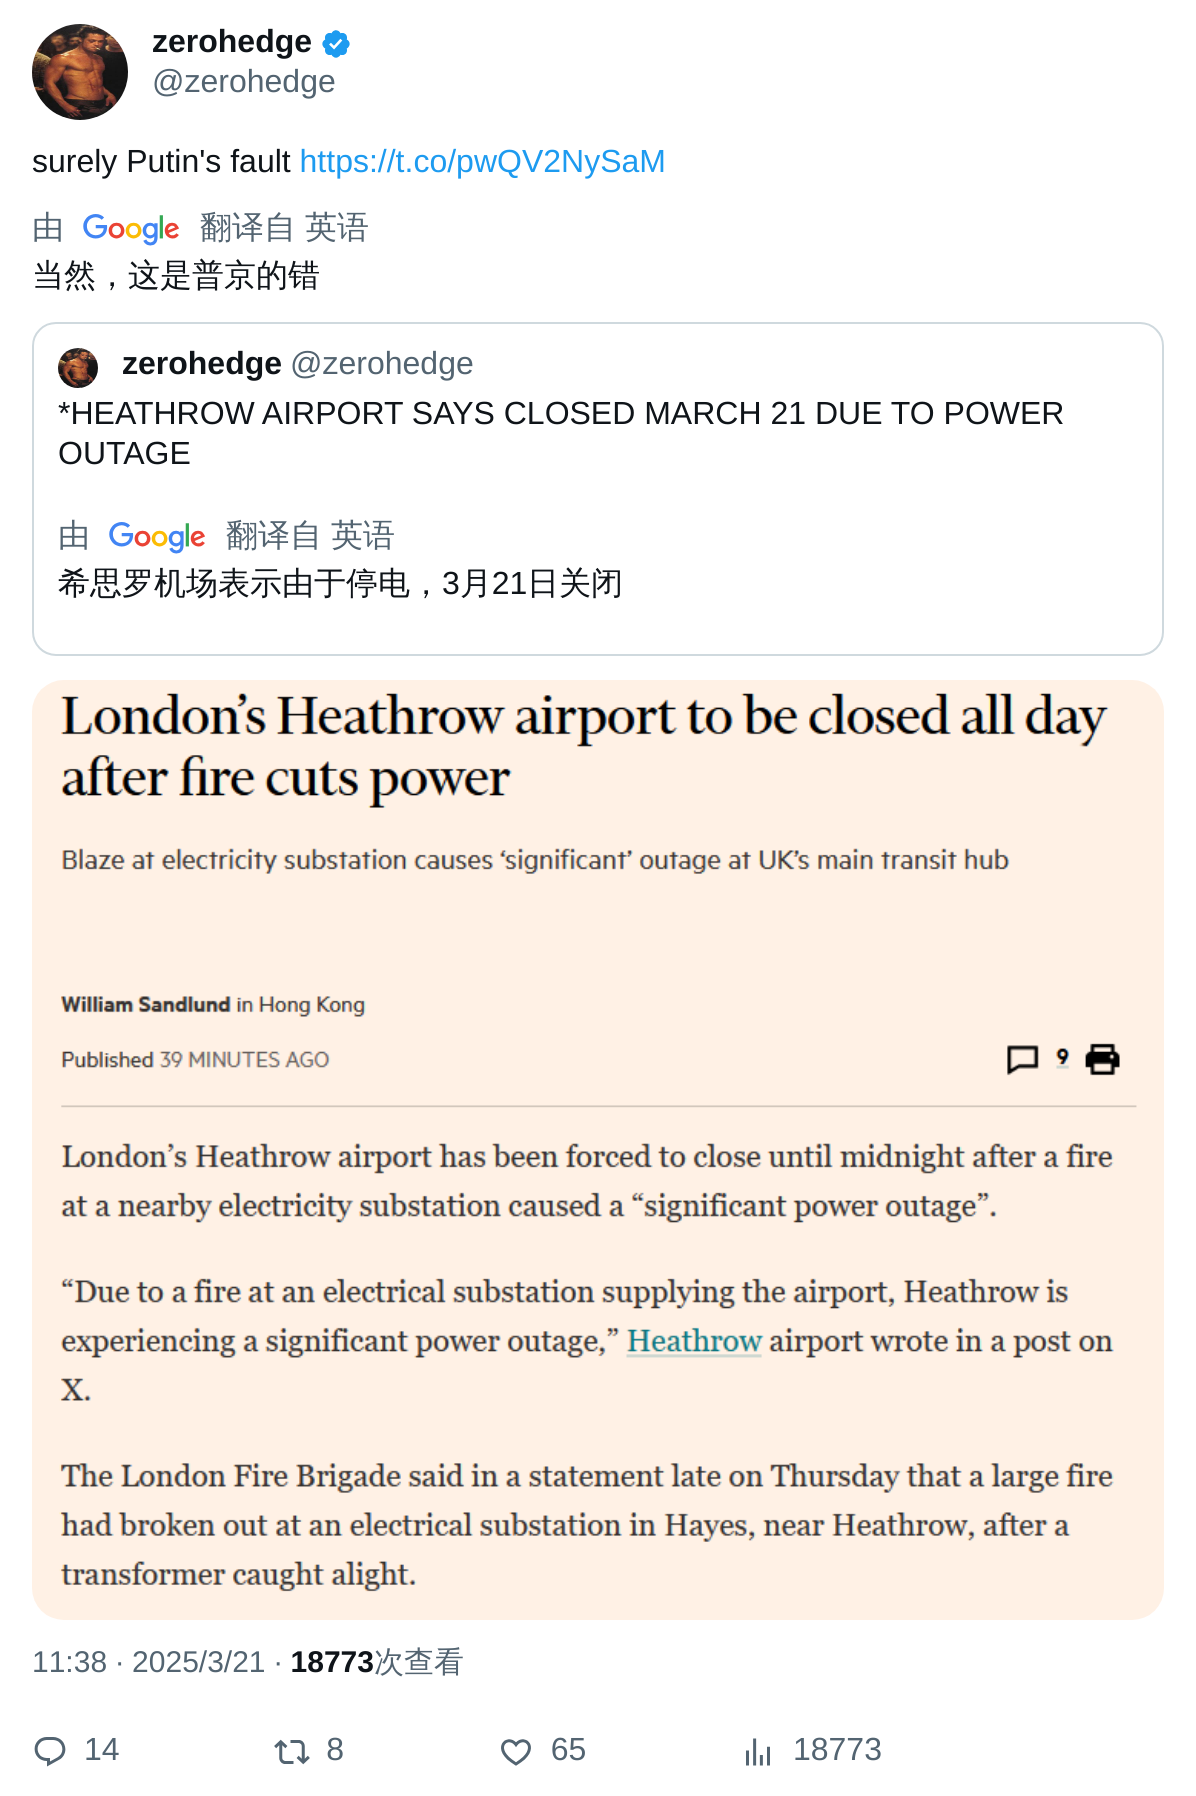 zerohedge
@zerohedge
surely Putin's fault https://t.co/pwQV2NySaM
由 Google 翻译自 英语
当然，这是普京的错
zerohedge @zerohedge
*HEATHROW AIRPORT SAYS CLOSED MARCH 21 DUE TO POWER
OUTAGE
由 Google 翻译自 英语
希思罗机场表示由于停电，3月21日关闭
London’s Heathrow airport to be closed all day
after fire cuts power
Blaze at electricity substation causes ‘significant’ outage at UK’s main transit hub
William Sandlund in Hong Kong
Published 39 MINUTES AGO
9
London’s Heathrow airport has been forced to close until midnight after a fire
at a nearby electricity substation caused a “significant power outage”.
“Due to a fire at an electrical substation supplying the airport, Heathrow is
experiencing a significant power outage,” Heathrow airport wrote in a post on
X.
The London Fire Brigade said in a statement late on Thursday that a large fire
had broken out at an electrical substation in Hayes, near Heathrow, after a
transformer caught alight.
11:38 · 2025/3/21 · 18773次查看
14 8 65 18773